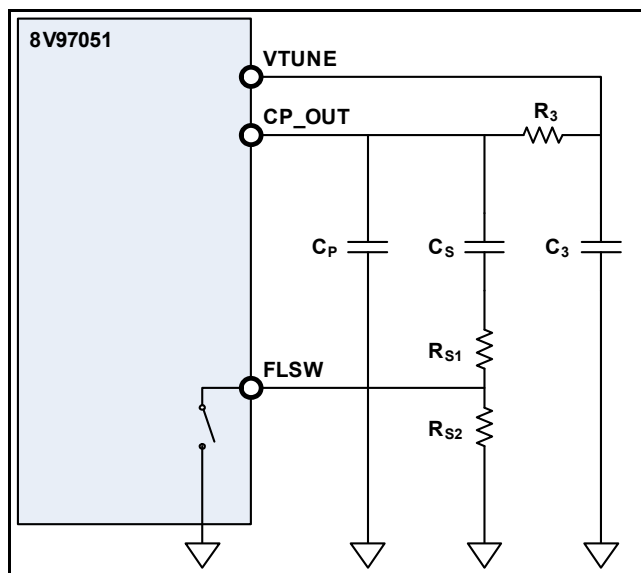 8V97051
VTUNE
CP_OUT
R3
CP
CS
C3
RS1
FLSW
RS2